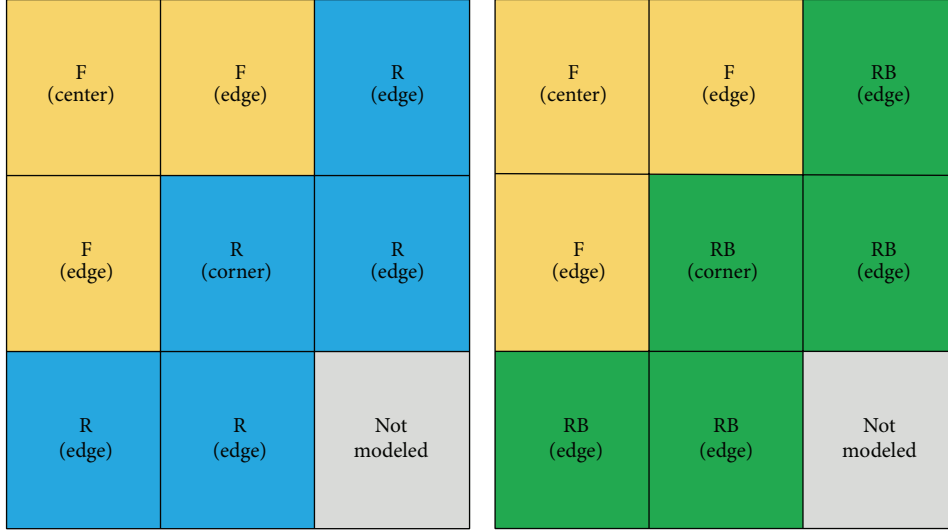 F
(center)
F
(edge)
R
(edge)
F
(edge)
R
(corner)
R
(edge)
R
(edge)
R
(edge)
Not
modeled
F
(center)
F
(edge)
RB
(edge)
F
(edge)
RB
(corner)
RB
(edge)
RB
(edge)
RB
(edge)
Not
modeled